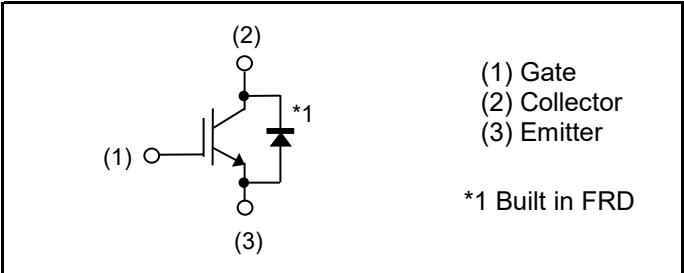 (2)
*1
(1)
(3)
(1) Gate
(2) Collector
(3) Emitter
*1 Built in FRD